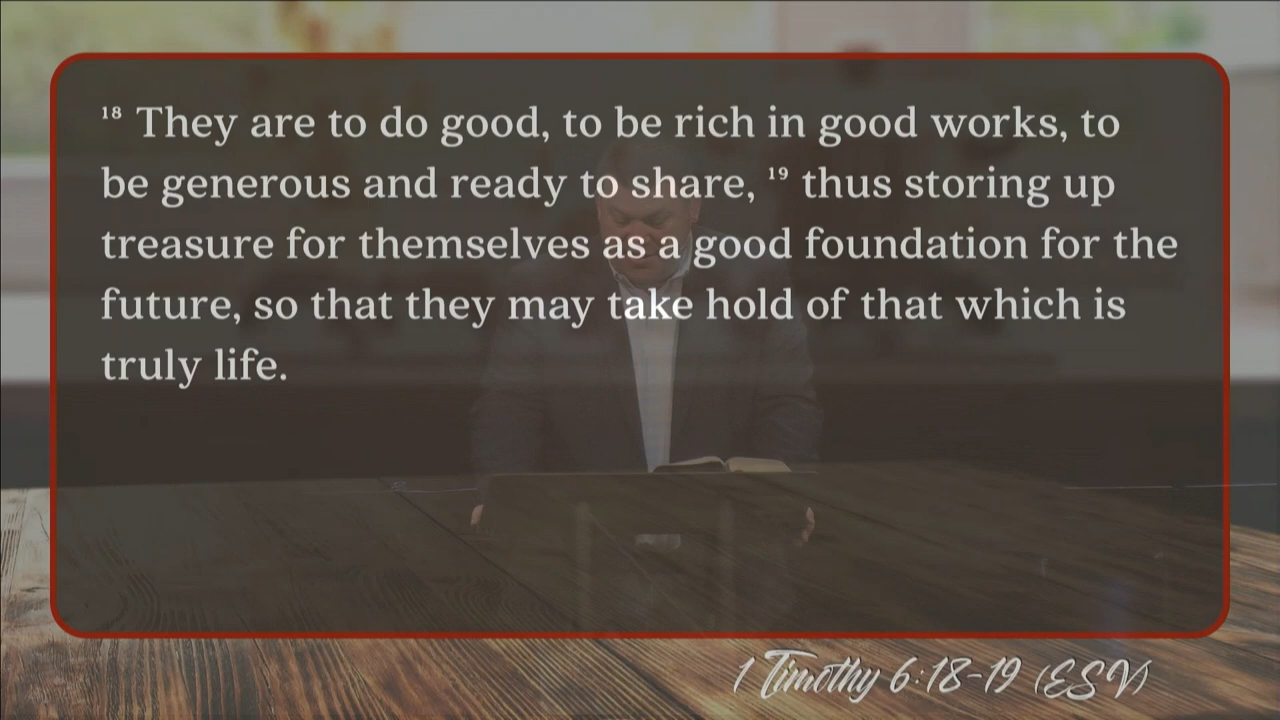 ¹⁸ They are to do good, to be rich in good works, to
be generous and ready to share, ¹⁹ thus storing up
treasure for themselves as a good foundation for the
future, so that they may take hold of that which is
truly life.
1 Timothy 6:18-19 (ESV)